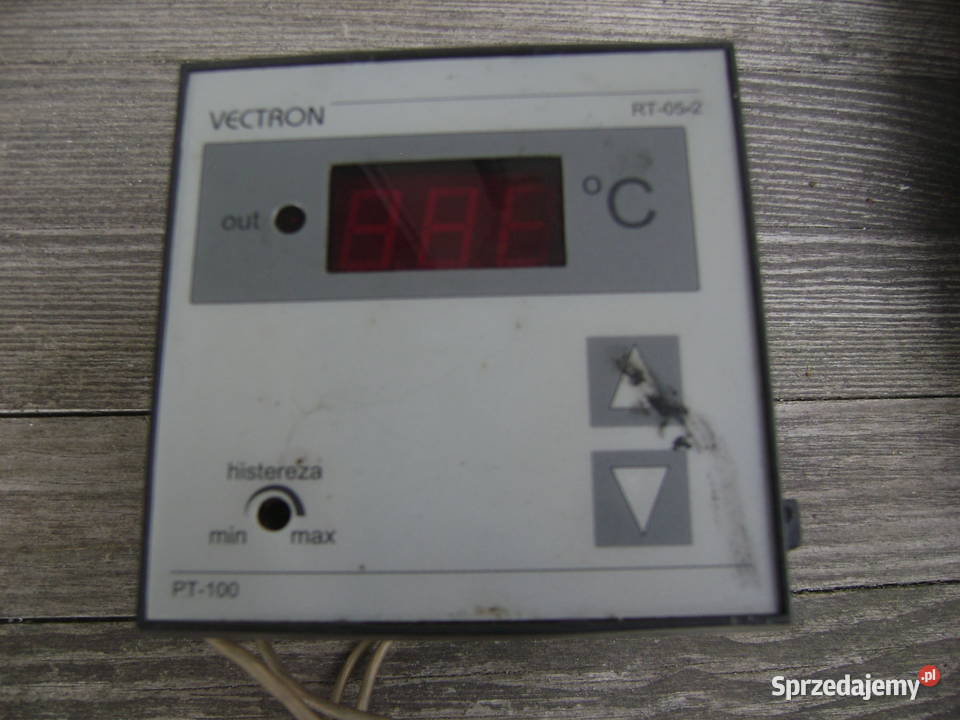 VECTRON
RT-05/2
out
°C
histereza
min max
PT-100
Sprzedajemy.pl